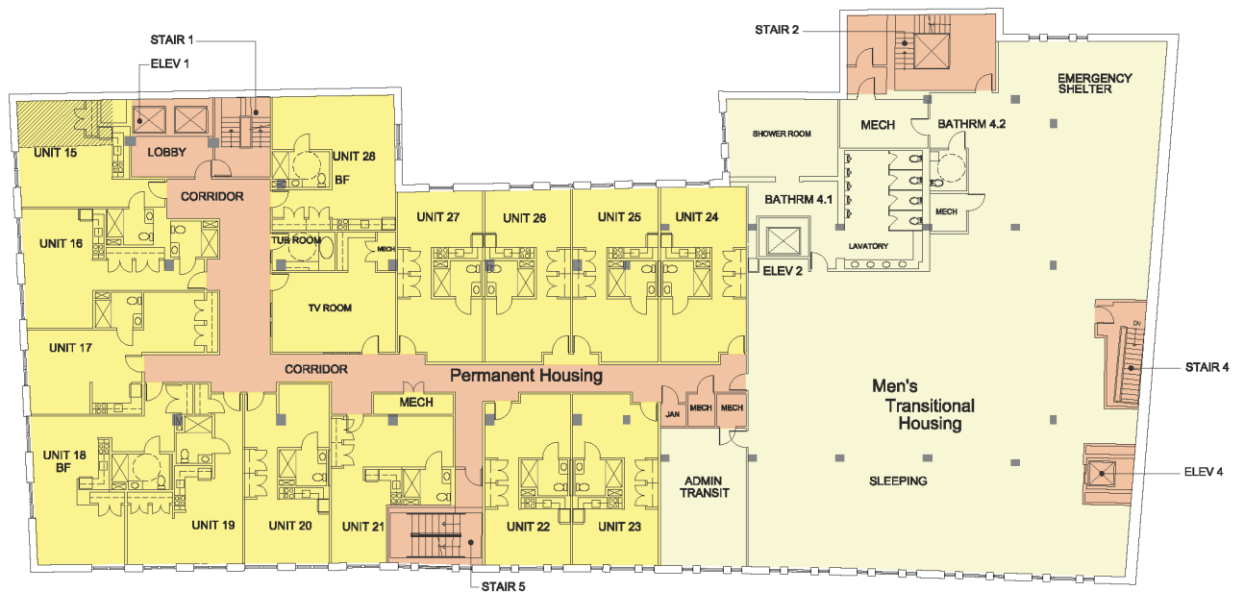 STAIR 1
ELEV 1
STAIR 2
EMERGENCY
SHELTER
UNIT 15
LOBBY
UNIT 28
BF
SHOWER ROOM
MECH
BATHRM 4.2
CORRIDOR
UNIT 16
TUB ROOM
MECH
UNIT 27
UNIT 26
UNIT 25
UNIT 24
BATHRM 4.1
MECH
LAVATORY
ELEV 2
TV ROOM
UNIT 17
CORRIDOR
Permanent Housing
MECH
JAN
MECH
MECH
Men's
Transitional
Housing
STAIR 4
UNIT 18
BF
ADMIN
TRANSIT
SLEEPING
ELEV 4
UNIT 19
UNIT 20
UNIT 21
UNIT 22
UNIT 23
STAIR 5